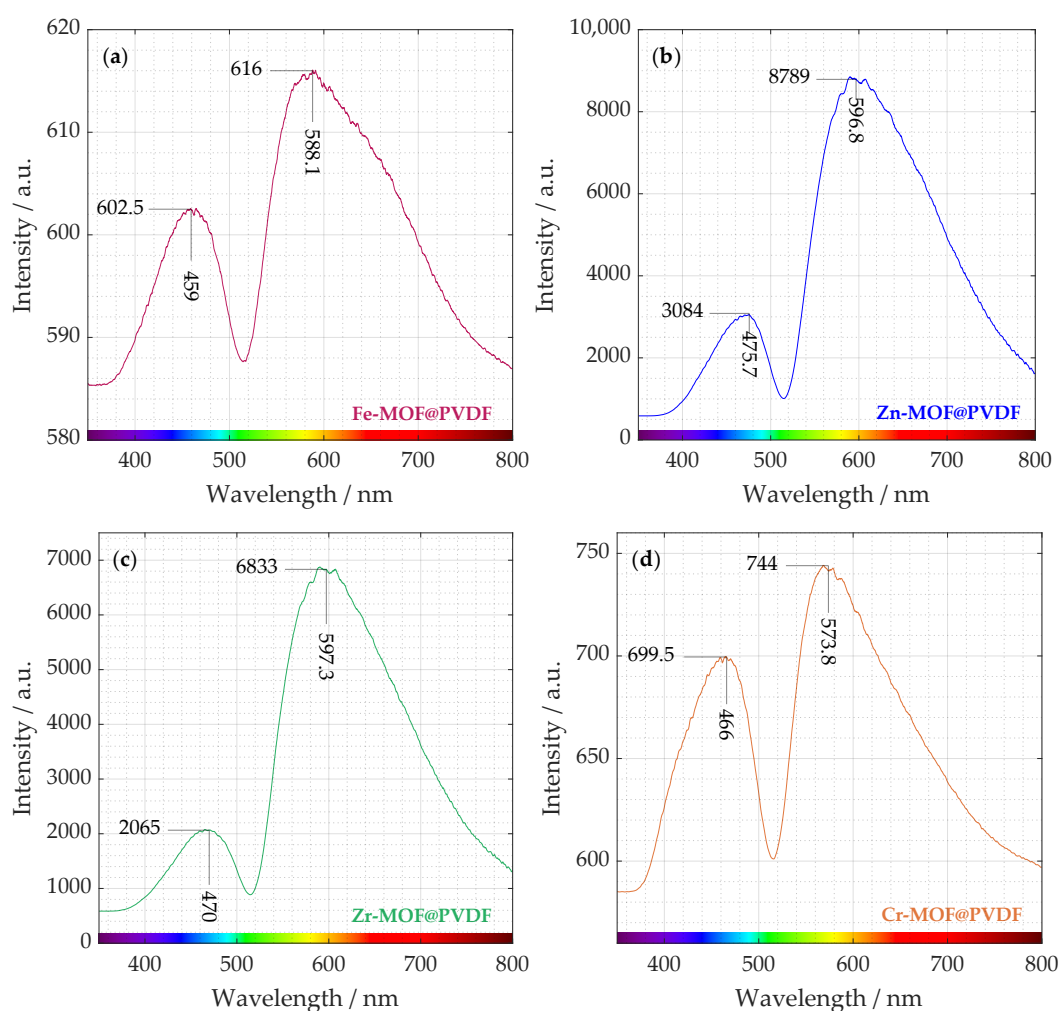 (a)
620
610
600
590
580
Intensity / a.u.
616
588.1
602.5
459
Fe-MOF@PVDF
400 500 600 700 800
Wavelength / nm
(b)
10,000
8000
6000
4000
2000
0
Intensity / a.u.
8789
596.8
3084
475.7
Zn-MOF@PVDF
400 500 600 700 800
Wavelength / nm
(c)
7000
6000
5000
4000
3000
2000
1000
0
Intensity / a.u.
6833
597.3
2065
470
Zr-MOF@PVDF
400 500 600 700 800
Wavelength / nm
(d)
750
700
650
600
Intensity / a.u.
744
573.8
699.5
466
Cr-MOF@PVDF
400 500 600 700 800
Wavelength / nm